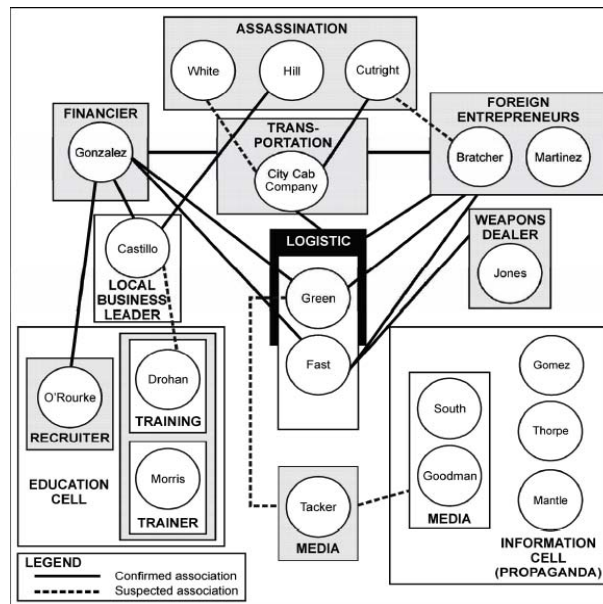 ASSASSINATION
White
Hill
Cutright
FINANCIER
Gonzalez
TRANS-
PORTATION
City Cab
Company
FOREIGN
ENTREPRENEURS
Bratcher
Martinez
Castillo
LOCAL
BUSINESS
LEADER
LOGISTIC
Green
Fast
WEAPONS
DEALER
Jones
O'Rourke
RECRUITER
Drohan
TRAINING
Morris
TRAINER
EDUCATION
CELL
Tacker
MEDIA
South
Goodman
MEDIA
Gomez
Thorpe
Mantle
INFORMATION
CELL
(PROPAGANDA)
LEGEND
Confirmed association
Suspected association